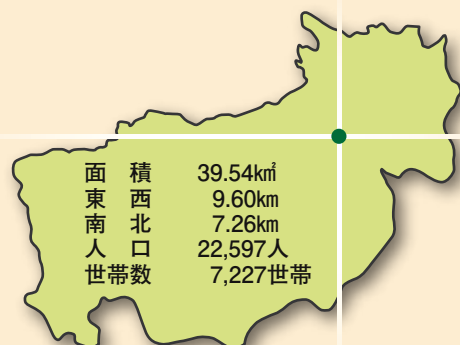 面　積　39.54㎢
東　西　9.60㎞
南　北　7.26㎞
人　口　22,597人
世帯数　7,227世帯